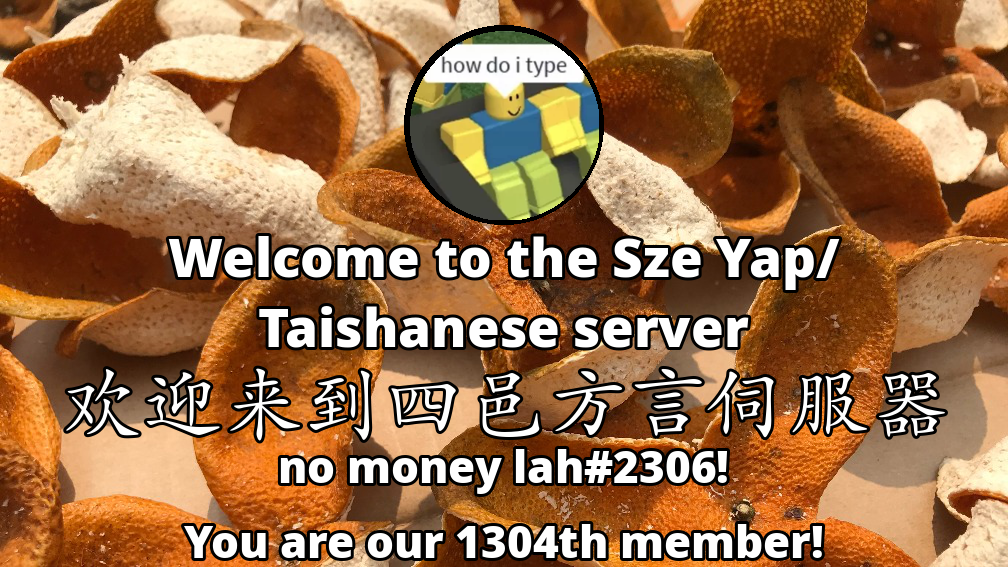 how do i type
Welcome to the Sze Yap/
Taishanese server
欢迎来到四邑方言伺服器
no money lah#2306!
You are our 1304th member!